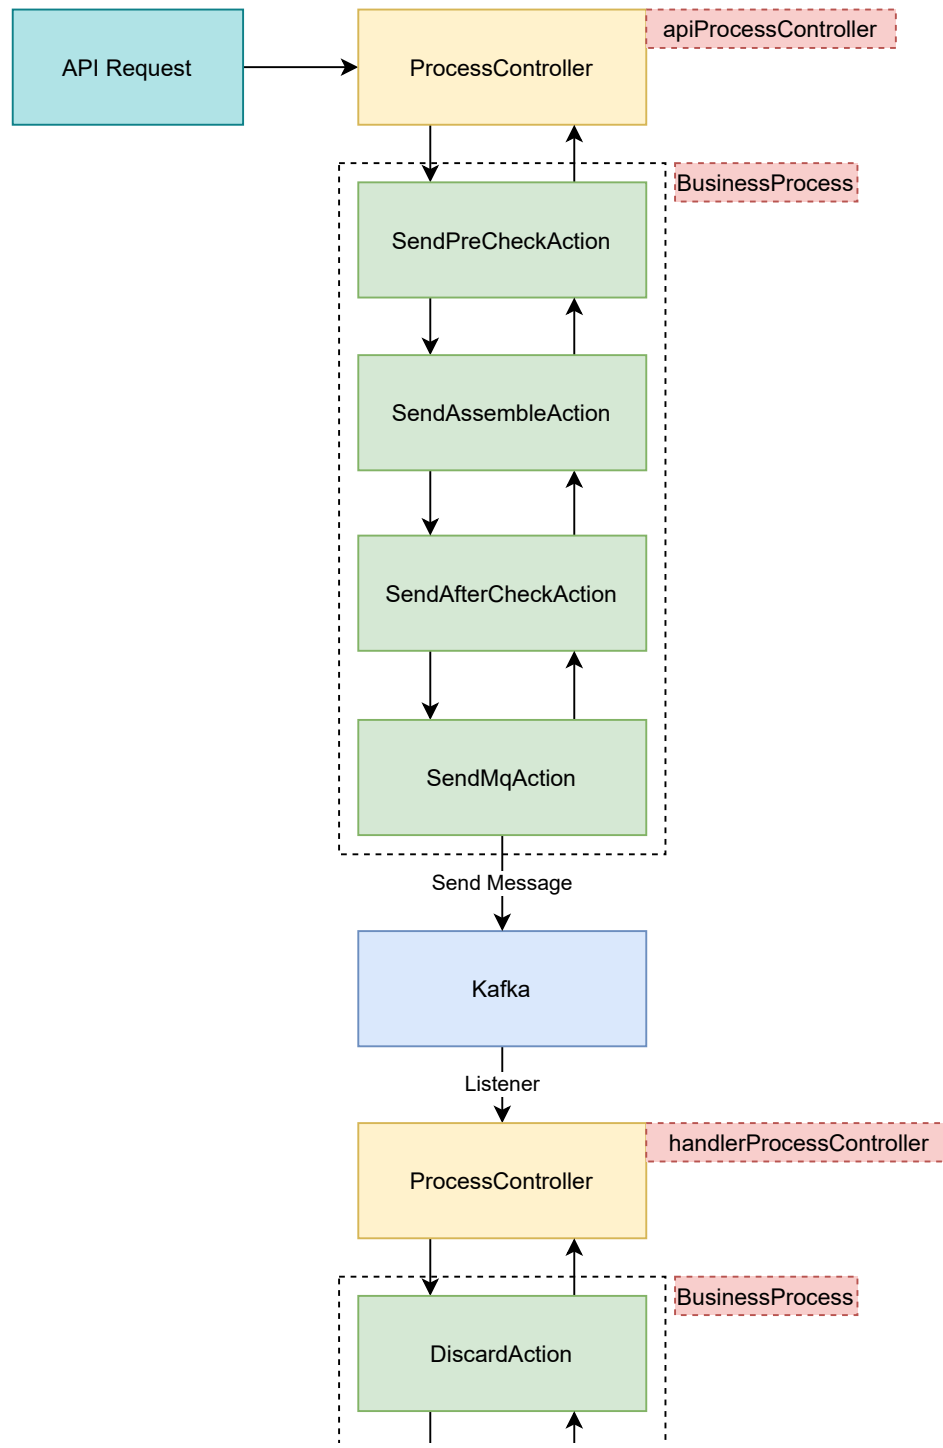 API Request
ProcessController
apiProcessController
BusinessProcess
SendPreCheckAction
SendAssembleAction
SendAfterCheckAction
SendMqAction
Send Message
Kafka
Listener
ProcessController
handlerProcessController
BusinessProcess
DiscardAction